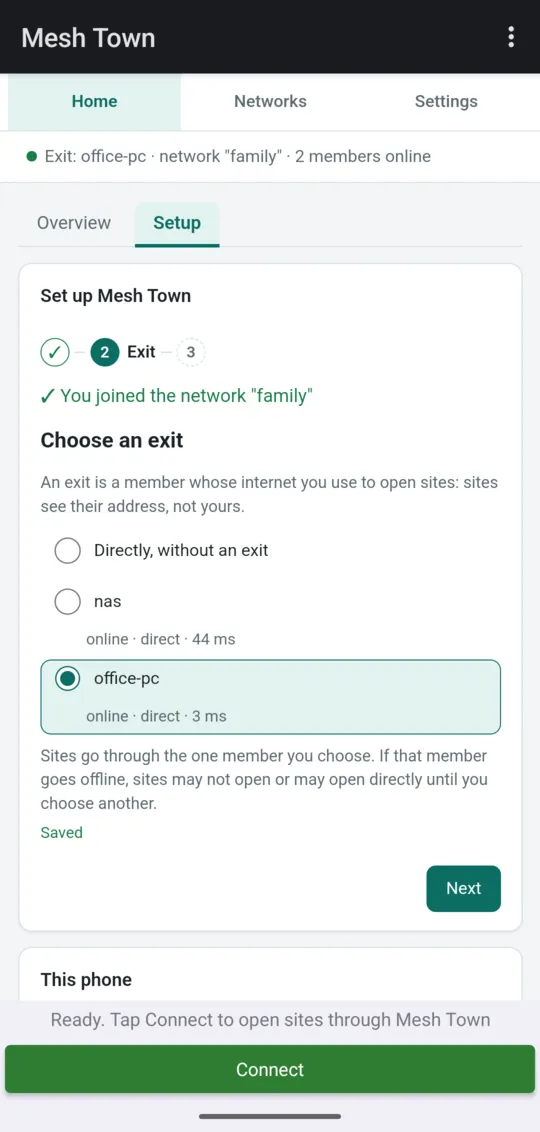 Mesh Town
Home
Networks
Settings
Exit: office-pc · network "family" · 2 members online
Overview
Setup
Set up Mesh Town
✓
2
Exit
3
✓ You joined the network "family"
Choose an exit
An exit is a member whose internet you use to open sites: sites
see their address, not yours.
Directly, without an exit
nas
online · direct · 44 ms
office-pc
online · direct · 3 ms
Sites go through the one member you choose. If that member
goes offline, sites may not open or may open directly until you
choose another.
Saved
Next
This phone
Ready. Tap Connect to open sites through Mesh Town
Connect